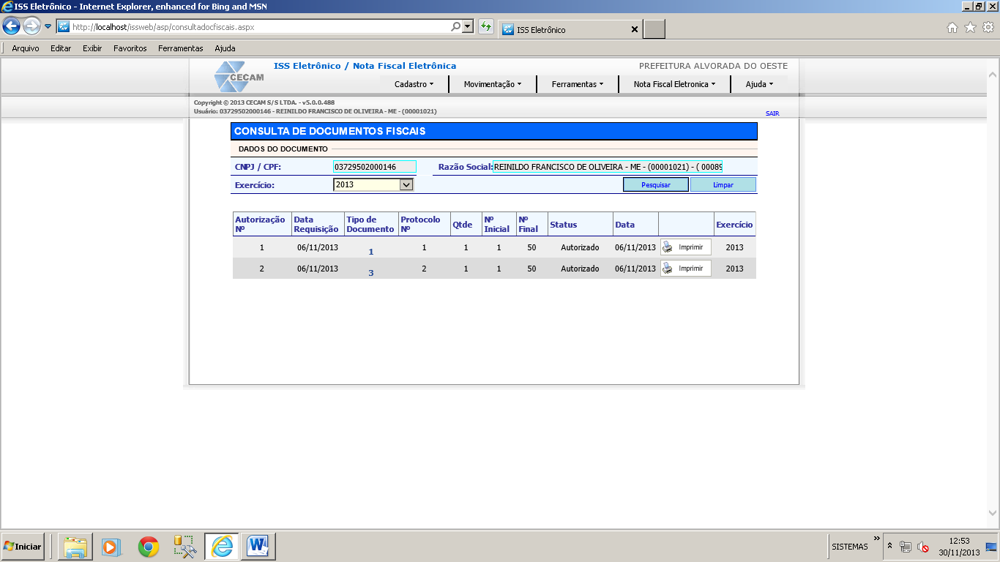 ISS Eletrônico - Internet Explorer, enhanced for Bing and MSN
http://localhost/issweb/asp/consultadocfiscais.aspx
ISS Eletrônico
Arquivo Editar Exibir Favoritos Ferramentas Ajuda
CECAM
ISS Eletrônico / Nota Fiscal Eletrônica
PREFEITURA ALVORADA DO OESTE
Cadastro Movimentação Ferramentas Nota Fiscal Eletronica Ajuda
Copyright © 2013 CECAM S/S LTDA. - v5.0.0.488
Usuário: 03729502000146 - REINILDO FRANCISCO DE OLIVEIRA - ME - (00001021)
SAIR
CONSULTA DE DOCUMENTOS FISCAIS
DADOS DO DOCUMENTO
CNPJ / CPF: 03729502000146 Razão Social: REINILDO FRANCISCO DE OLIVEIRA - ME - (00001021) - ( 00089
Exercício: 2013 Pesquisar Limpar
Autorização Nº Data Requisição Tipo de Documento Protocolo Nº Qtde Nº Inicial Nº Final Status Data Exercício
1 06/11/2013 1 1 1 1 50 Autorizado 06/11/2013 Imprimir 2013
2 06/11/2013 3 2 1 1 50 Autorizado 06/11/2013 Imprimir 2013
Iniciar
SISTEMAS
12:53
30/11/2013